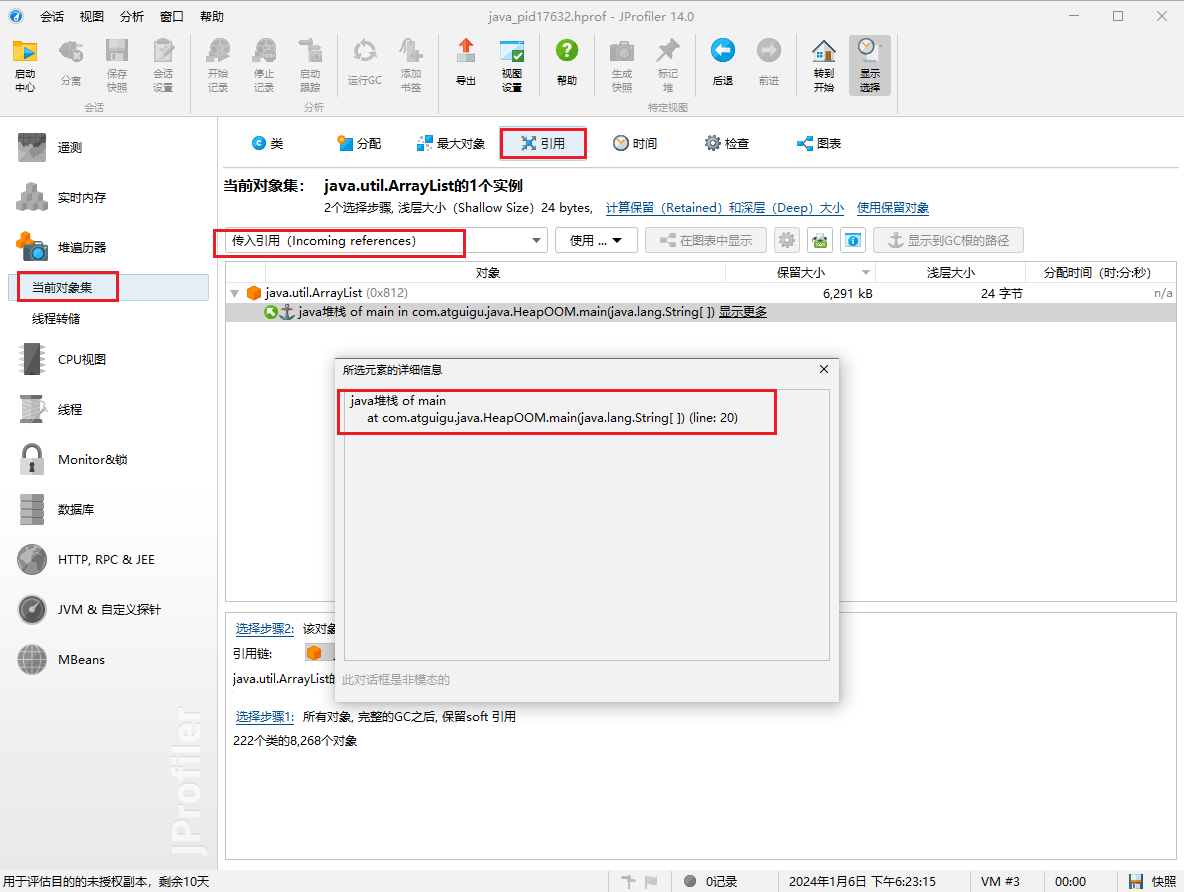 java_pid17632.hprof - JProfiler 14.0
会话 视图 分析 窗口 帮助
启动中心 分离 保存快照 会话设置 开始记录 停止记录 启动跟踪 运行GC 添加书签 导出 视图设置 帮助 生成快照 标记堆 后退 前进 转到开始 显示选择
会话 分析 特定视图
遥测
实时内存
堆遍历器
当前对象集
线程转储
CPU视图
线程
Monitor&锁
数据库
HTTP, RPC & JEE
JVM & 自定义探针
MBeans
JProfiler
类 分配 最大对象 引用 时间 检查 图表
当前对象集: java.util.ArrayList的1个实例
2个选择步骤, 浅层大小（Shallow Size）24 bytes, 计算保留（Retained）和深层（Deep）大小 使用保留对象
传入引用（Incoming references） 使用 ... 在图表中显示 显示到GC根的路径
对象 保留大小 浅层大小 分配时间（时:分:秒）
java.util.ArrayList (0x812) 6,291 kB 24 字节 n/a
java堆栈 of main in com.atguigu.java.HeapOOM.main(java.lang.String[ ]) 显示更多
所选元素的详细信息
java堆栈 of main
at com.atguigu.java.HeapOOM.main(java.lang.String[ ]) (line: 20)
此对话框是非模态的
选择步骤2: 该对象
引用链:
java.util.ArrayList的
选择步骤1: 所有对象, 完整的GC之后, 保留soft 引用
222个类的8,268个对象
用于评估目的的未授权副本，剩余10天 0记录 2024年1月6日 下午6:23:15 VM #3 00:00 快照